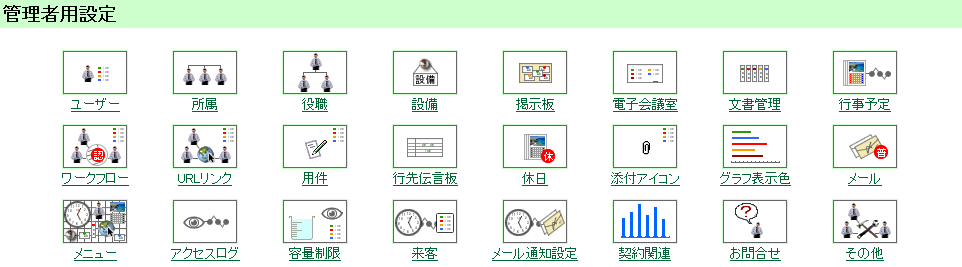 管理者用設定
ユーザー 所属 役職 設備 設備 掲示板 電子会議室 文書管理 行事予定
認 休 首
ワークフロー URLリンク 用件 行先伝言板 休日 添付アイコン グラフ表示色 メール
?
メニュー アクセスログ 容量制限 来客 メール通知設定 契約関連 お問合せ その他